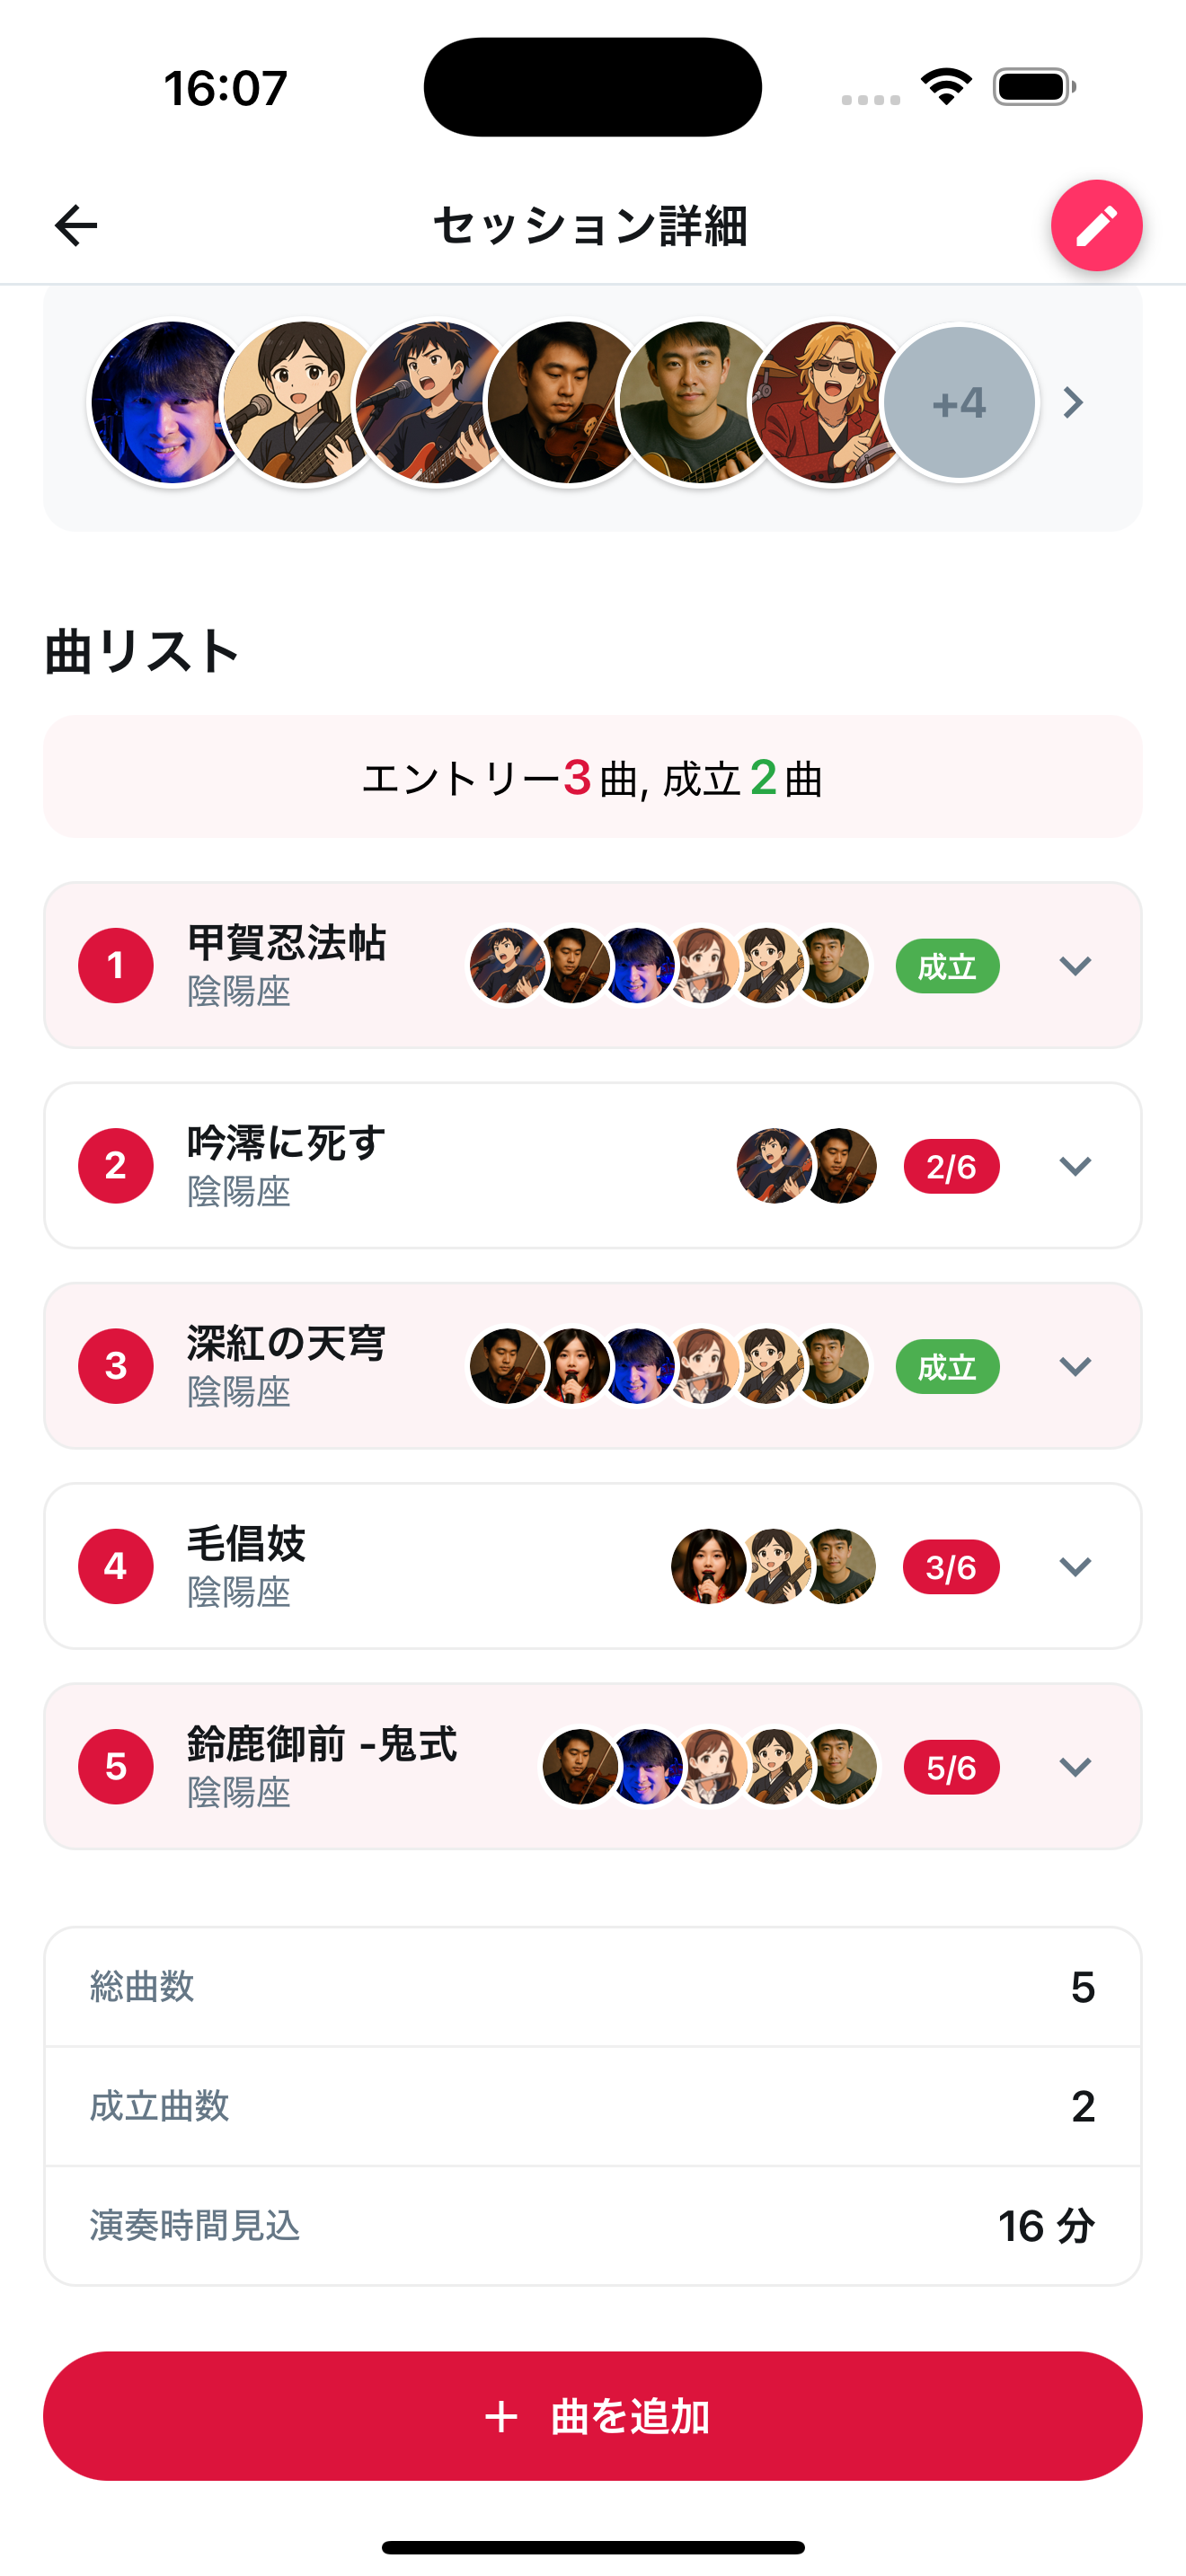 16:07
セッション詳細
+4
曲リスト
エントリー3曲, 成立2曲
1
甲賀忍法帖
陰陽座
成立
2
吟澪に死す
陰陽座
2/6
3
深紅の天穹
陰陽座
成立
4
毛倡妓
陰陽座
3/6
5
鈴鹿御前 -鬼式
陰陽座
5/6
総曲数 5
成立曲数 2
演奏時間見込 16 分
+ 曲を追加